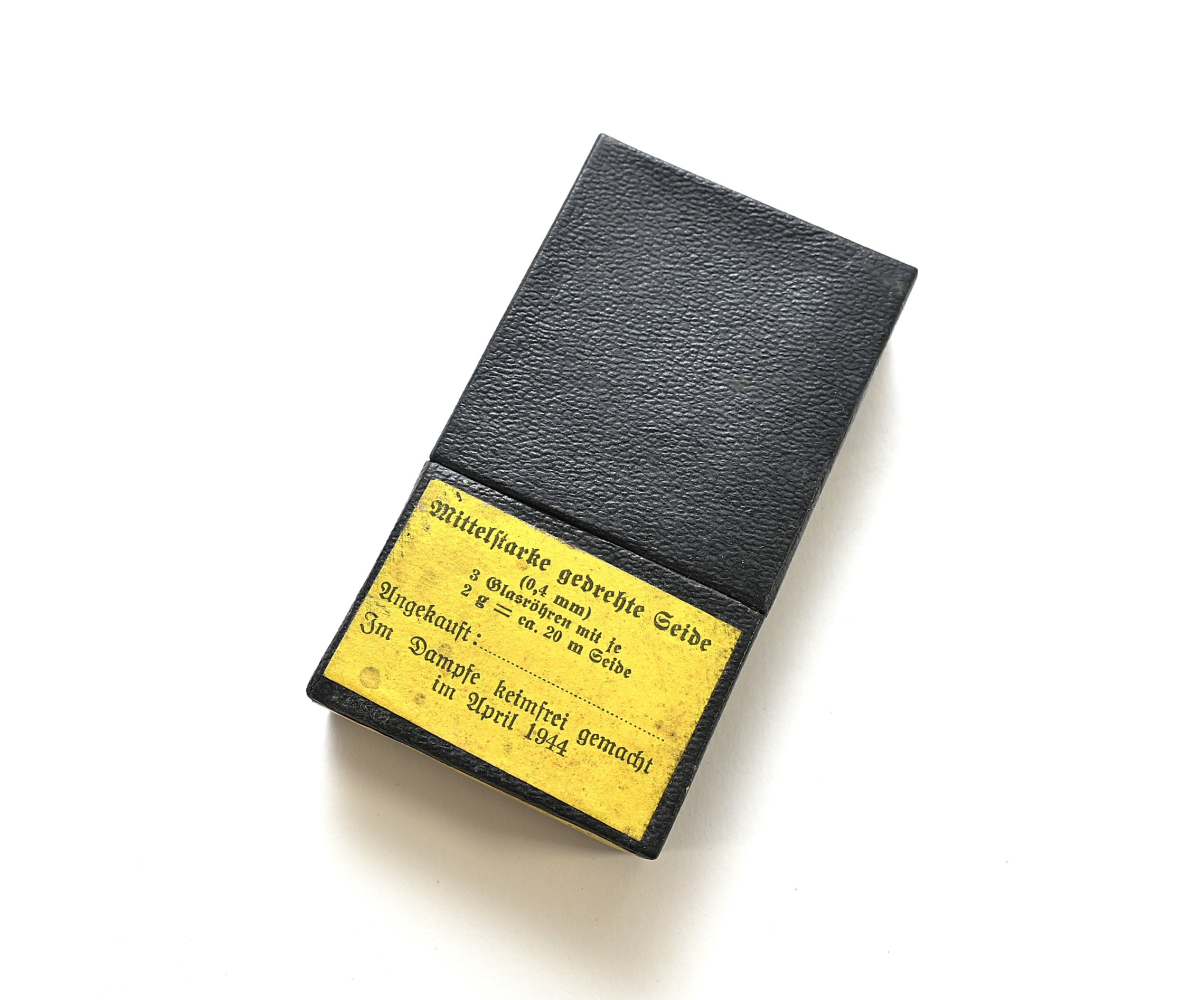 Mittelstarke gedrehte Seide
(0,4 mm)
3 Glasröhren mit je
2 g = ca. 20 m Seide
Angekauft:
Im Dampfe keimfrei gemacht
im April 1944